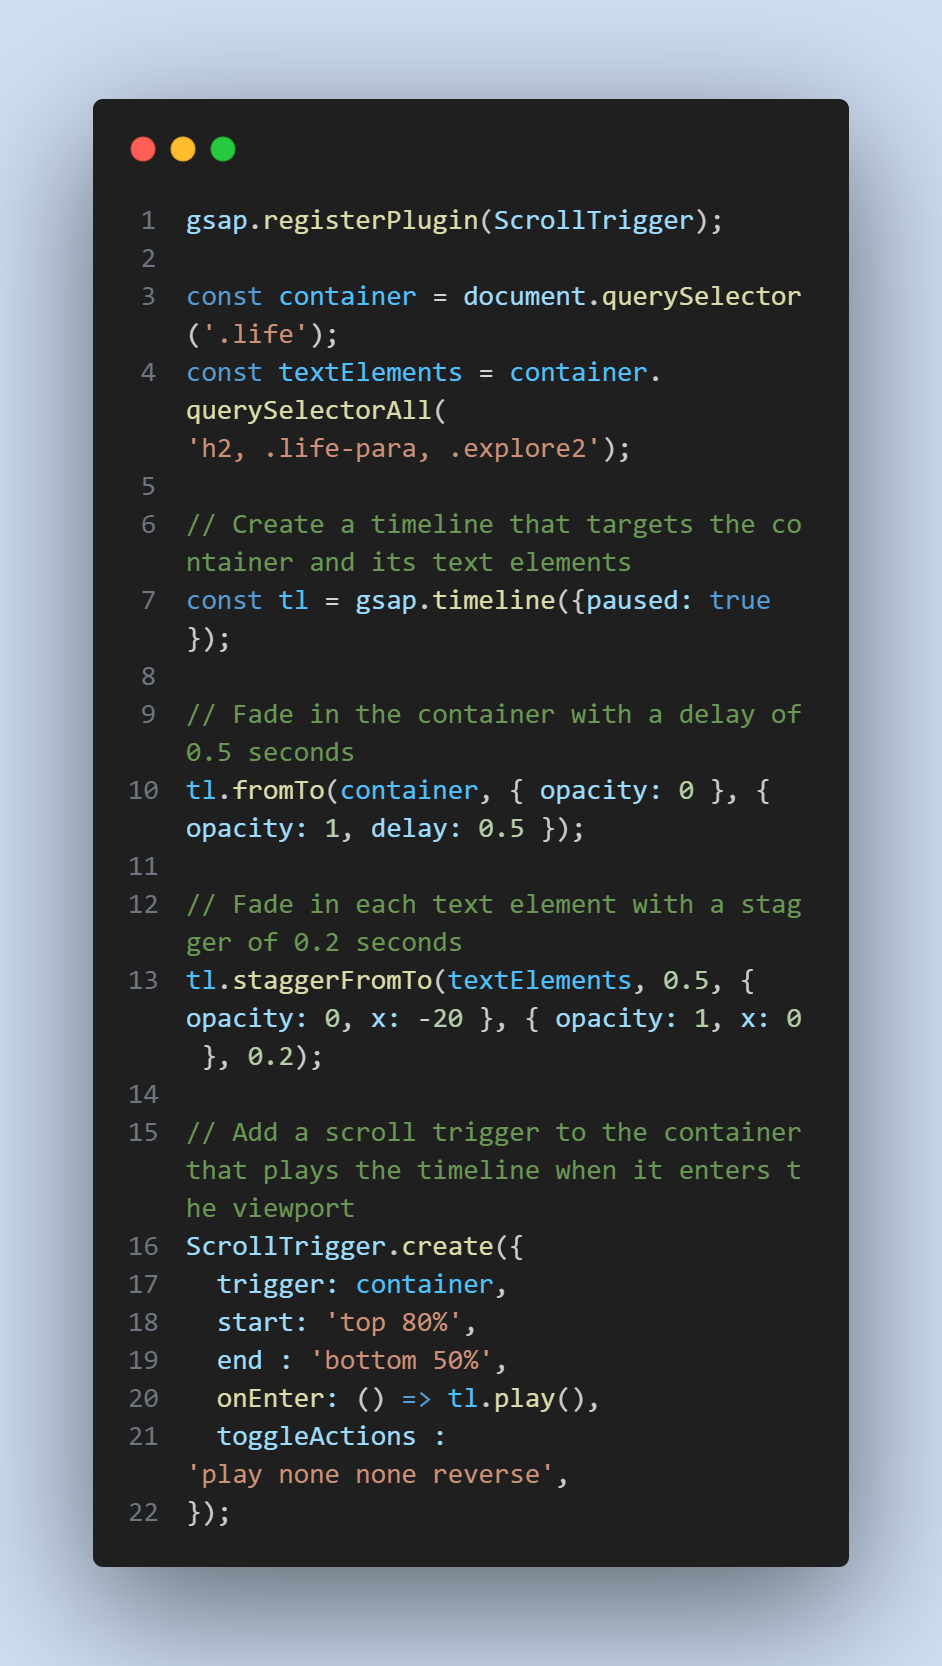 1 gsap.registerPlugin(ScrollTrigger);
2
3 const container = document.querySelector
('.life');
4 const textElements = container.
querySelectorAll(
'h2, .life-para, .explore2');
5
6 // Create a timeline that targets the co
ntainer and its text elements
7 const tl = gsap.timeline({paused: true
});
8
9 // Fade in the container with a delay of
0.5 seconds
10 tl.fromTo(container, { opacity: 0 }, {
opacity: 1, delay: 0.5 });
11
12 // Fade in each text element with a stag
ger of 0.2 seconds
13 tl.staggerFromTo(textElements, 0.5, {
opacity: 0, x: -20 }, { opacity: 1, x: 0
 }, 0.2);
14
15 // Add a scroll trigger to the container
that plays the timeline when it enters t
he viewport
16 ScrollTrigger.create({
17   trigger: container,
18   start: 'top 80%',
19   end : 'bottom 50%',
20   onEnter: () => tl.play(),
21   toggleActions :
'play none none reverse',
22 });